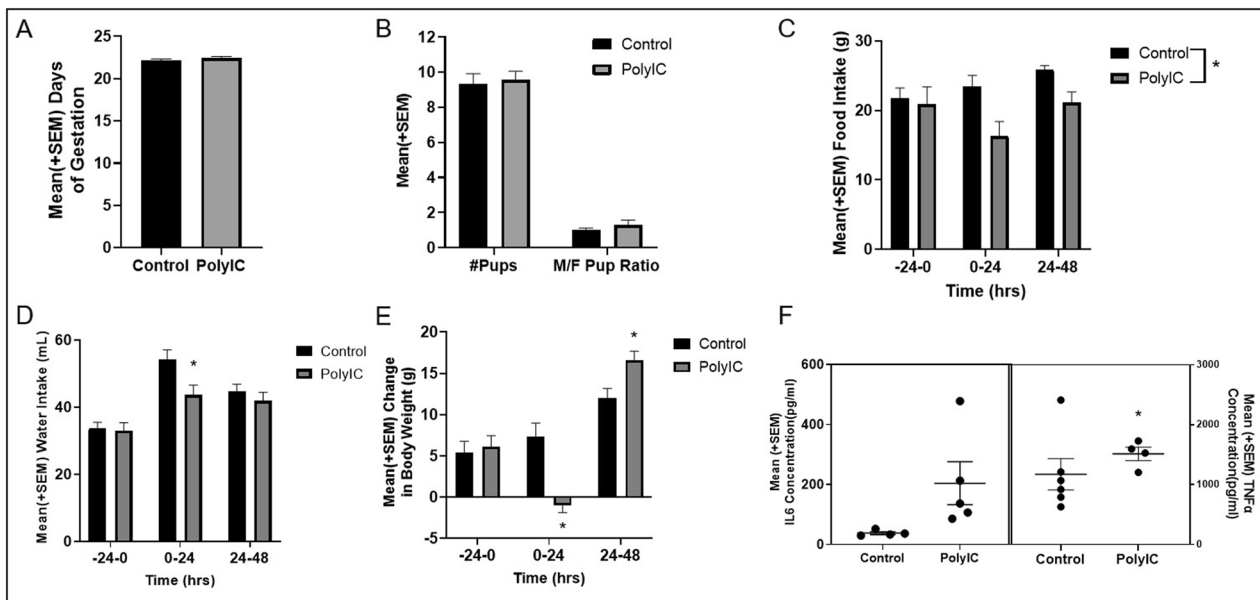 A
Mean(+SEM) Days
of Gestation
25
20
15
10
5
0
Control PolyIC
B
Mean(+SEM)
12
10
8
6
4
2
0
#Pups M/F Pup Ratio
Control
PolyIC
C
Mean(+SEM) Food Intake (g)
30
20
10
0
-24-0 0-24 24-48
Time (hrs)
Control
PolyIC
*
D
Mean(+SEM) Water Intake (mL)
60
40
20
0
*
-24-0 0-24 24-48
Time (hrs)
Control
PolyIC
E
Mean(+SEM) Change
in Body Weight (g)
20
15
10
5
0
-5
*
*
-24-0 0-24 24-48
Time (hrs)
Control
PolyIC
F
Mean (+SEM)
IL6 Concentration(pg/ml)
600
400
200
0
Control PolyIC
*
Control PolyIC
3000
2000
1000
0
Mean (+SEM) TNFα
Concentration(pg/ml)